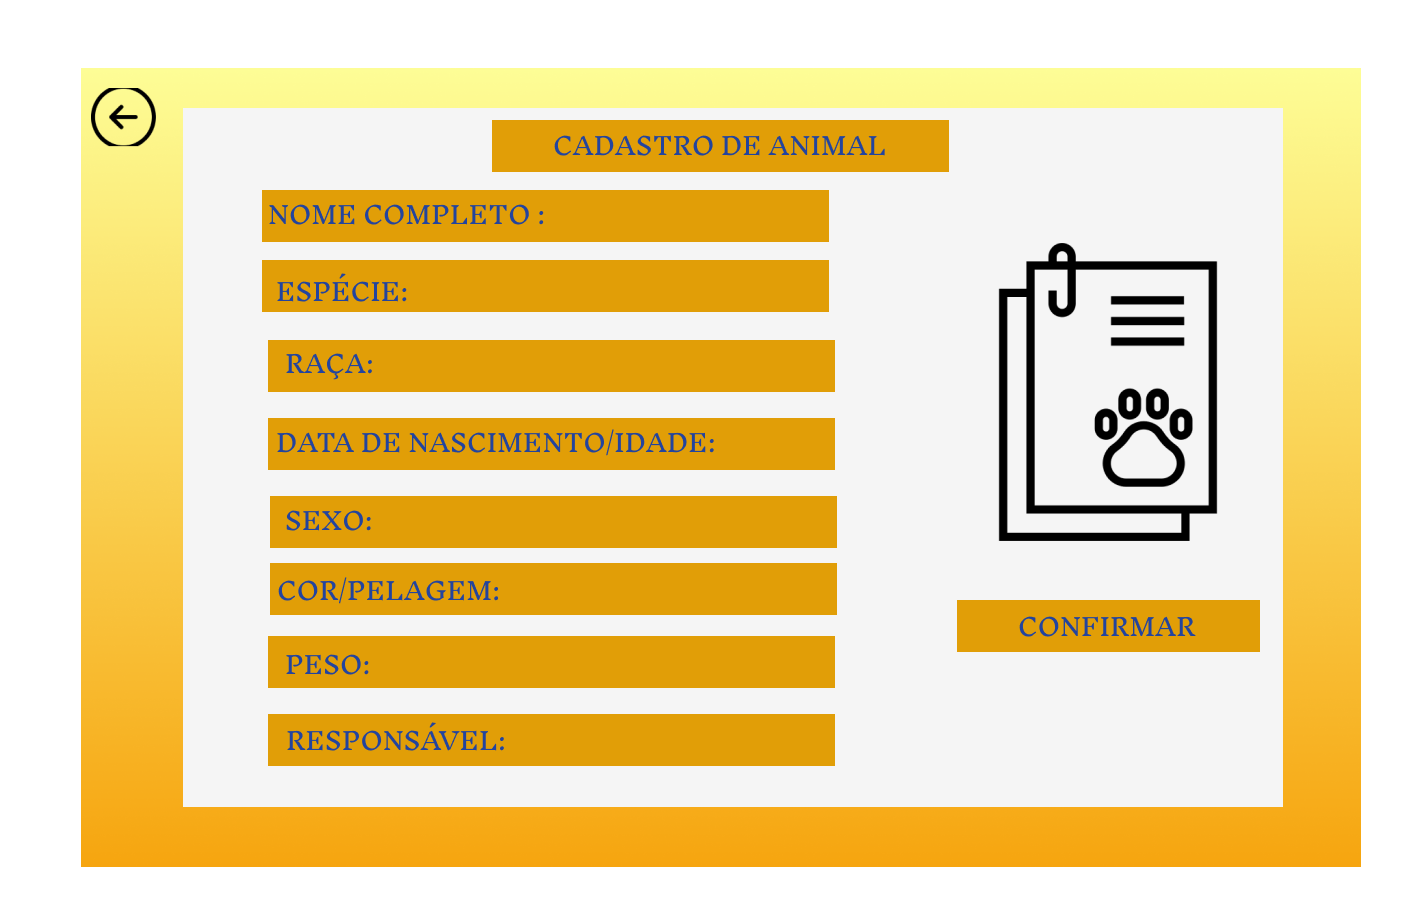 CADASTRO DE ANIMAL
NOME COMPLETO :
ESPÉCIE:
RAÇA:
DATA DE NASCIMENTO/IDADE:
SEXO:
COR/PELAGEM:
PESO:
RESPONSÁVEL:
CONFIRMAR